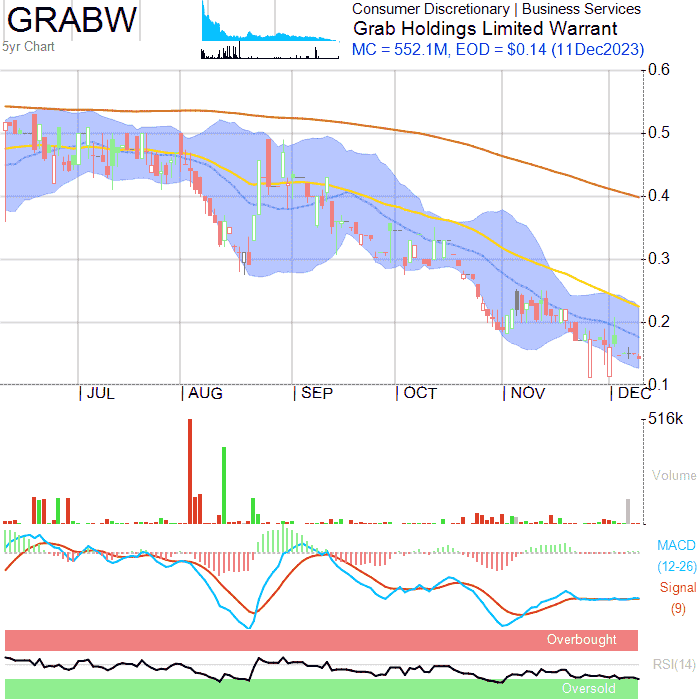 GRABW
5yr Chart
Consumer Discretionary | Business Services
Grab Holdings Limited Warrant
MC = 552.1M, EOD = $0.14 (11Dec2023)
0.6
0.5
0.4
0.3
0.2
0.1
JUL AUG SEP OCT NOV DEC
516k
Volume
MACD
(12-26)
Signal
(9)
Overbought
RSI(14)
Oversold